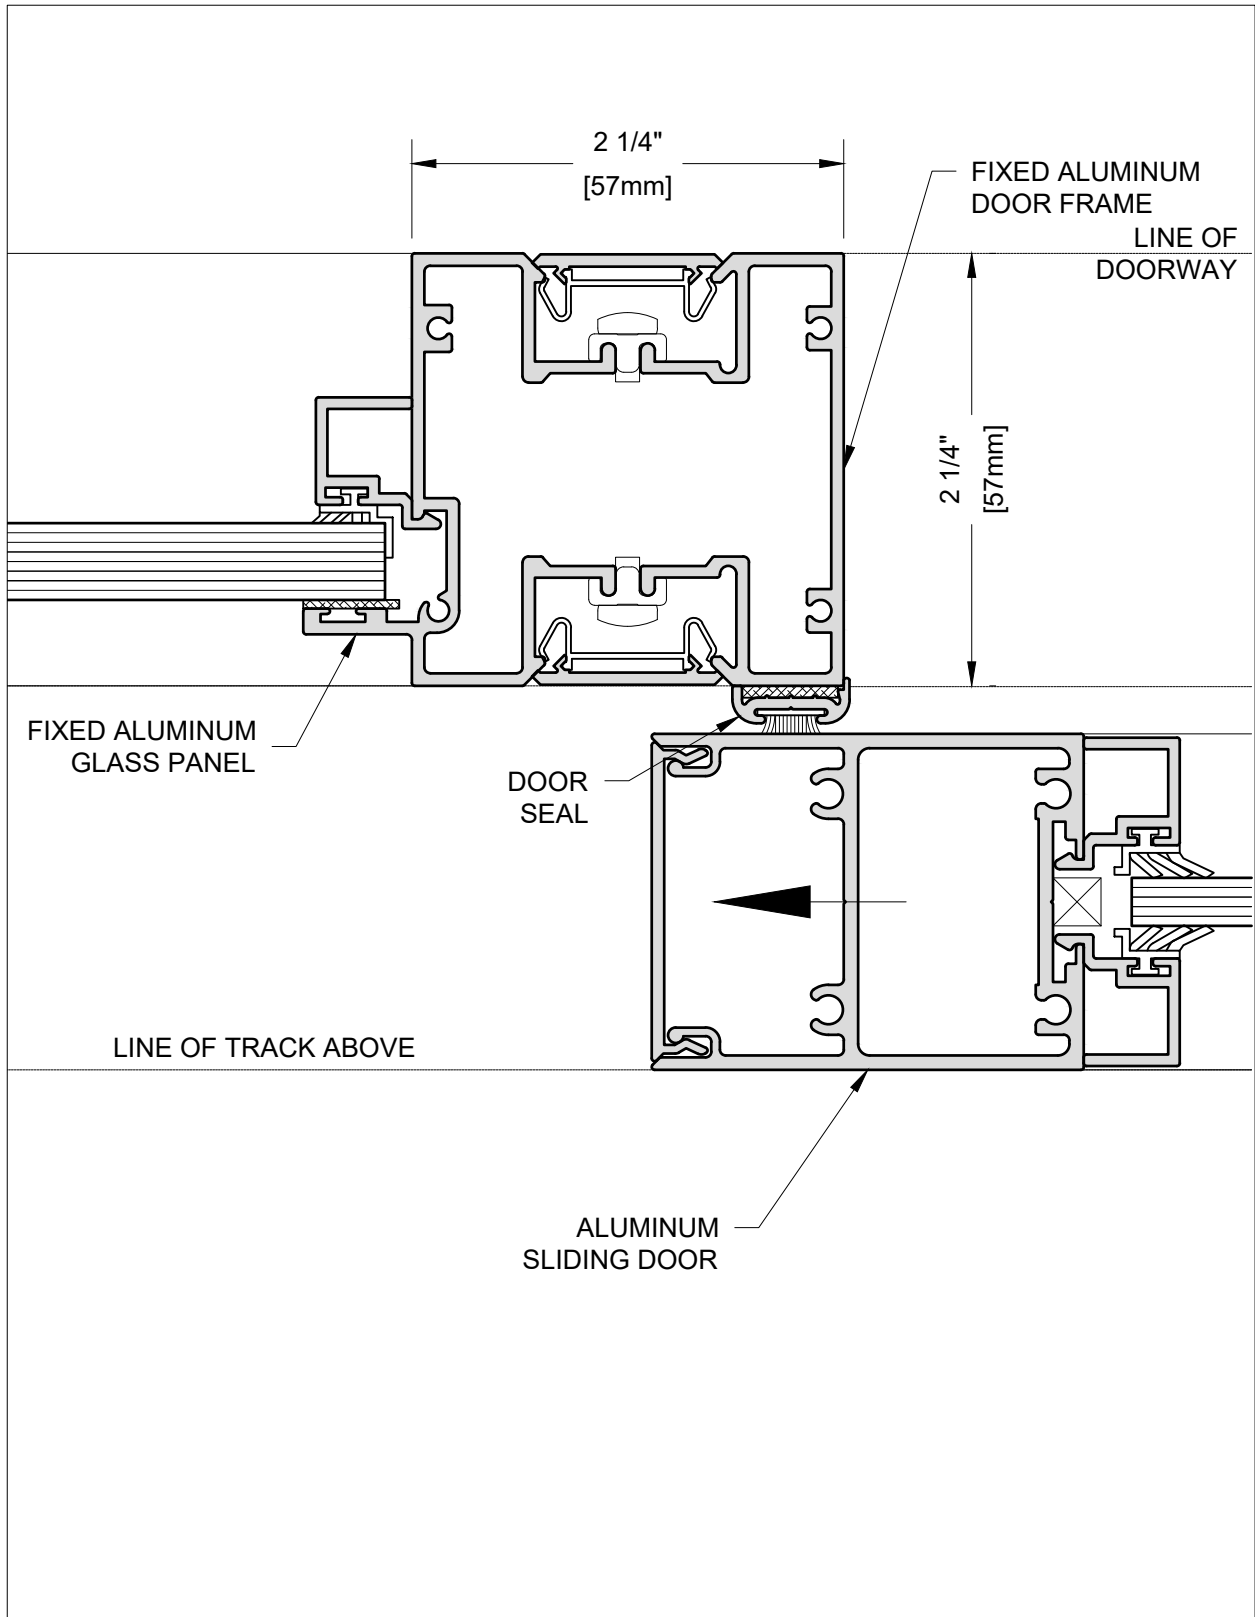 2 1/4"
[57mm]
FIXED ALUMINUM
DOOR FRAME
LINE OF
DOORWAY
2 1/4"
[57mm]
FIXED ALUMINUM
GLASS PANEL
DOOR
SEAL
LINE OF TRACK ABOVE
ALUMINUM
SLIDING DOOR